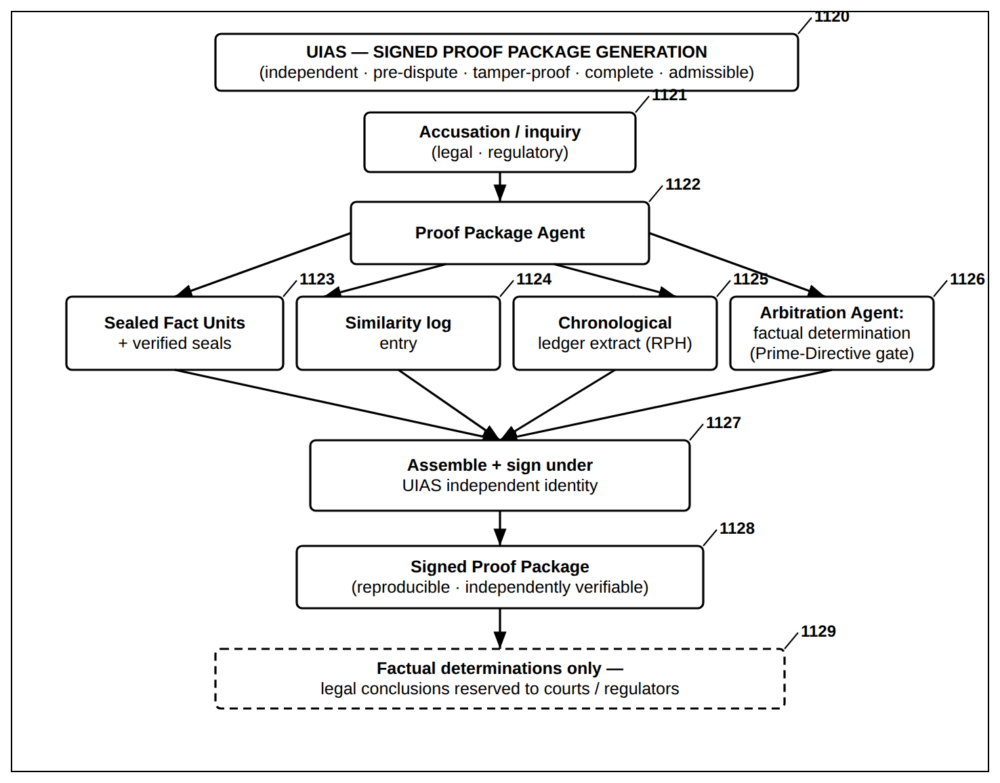 1120
UIAS — SIGNED PROOF PACKAGE GENERATION
(independent · pre-dispute · tamper-proof · complete · admissible)
1121
Accusation / inquiry
(legal · regulatory)
1122
Proof Package Agent
1123
Sealed Fact Units
+ verified seals
1124
Similarity log
entry
1125
Chronological
ledger extract (RPH)
1126
Arbitration Agent:
factual determination
(Prime-Directive gate)
1127
Assemble + sign under
UIAS independent identity
1128
Signed Proof Package
(reproducible · independently verifiable)
1129
Factual determinations only —
legal conclusions reserved to courts / regulators